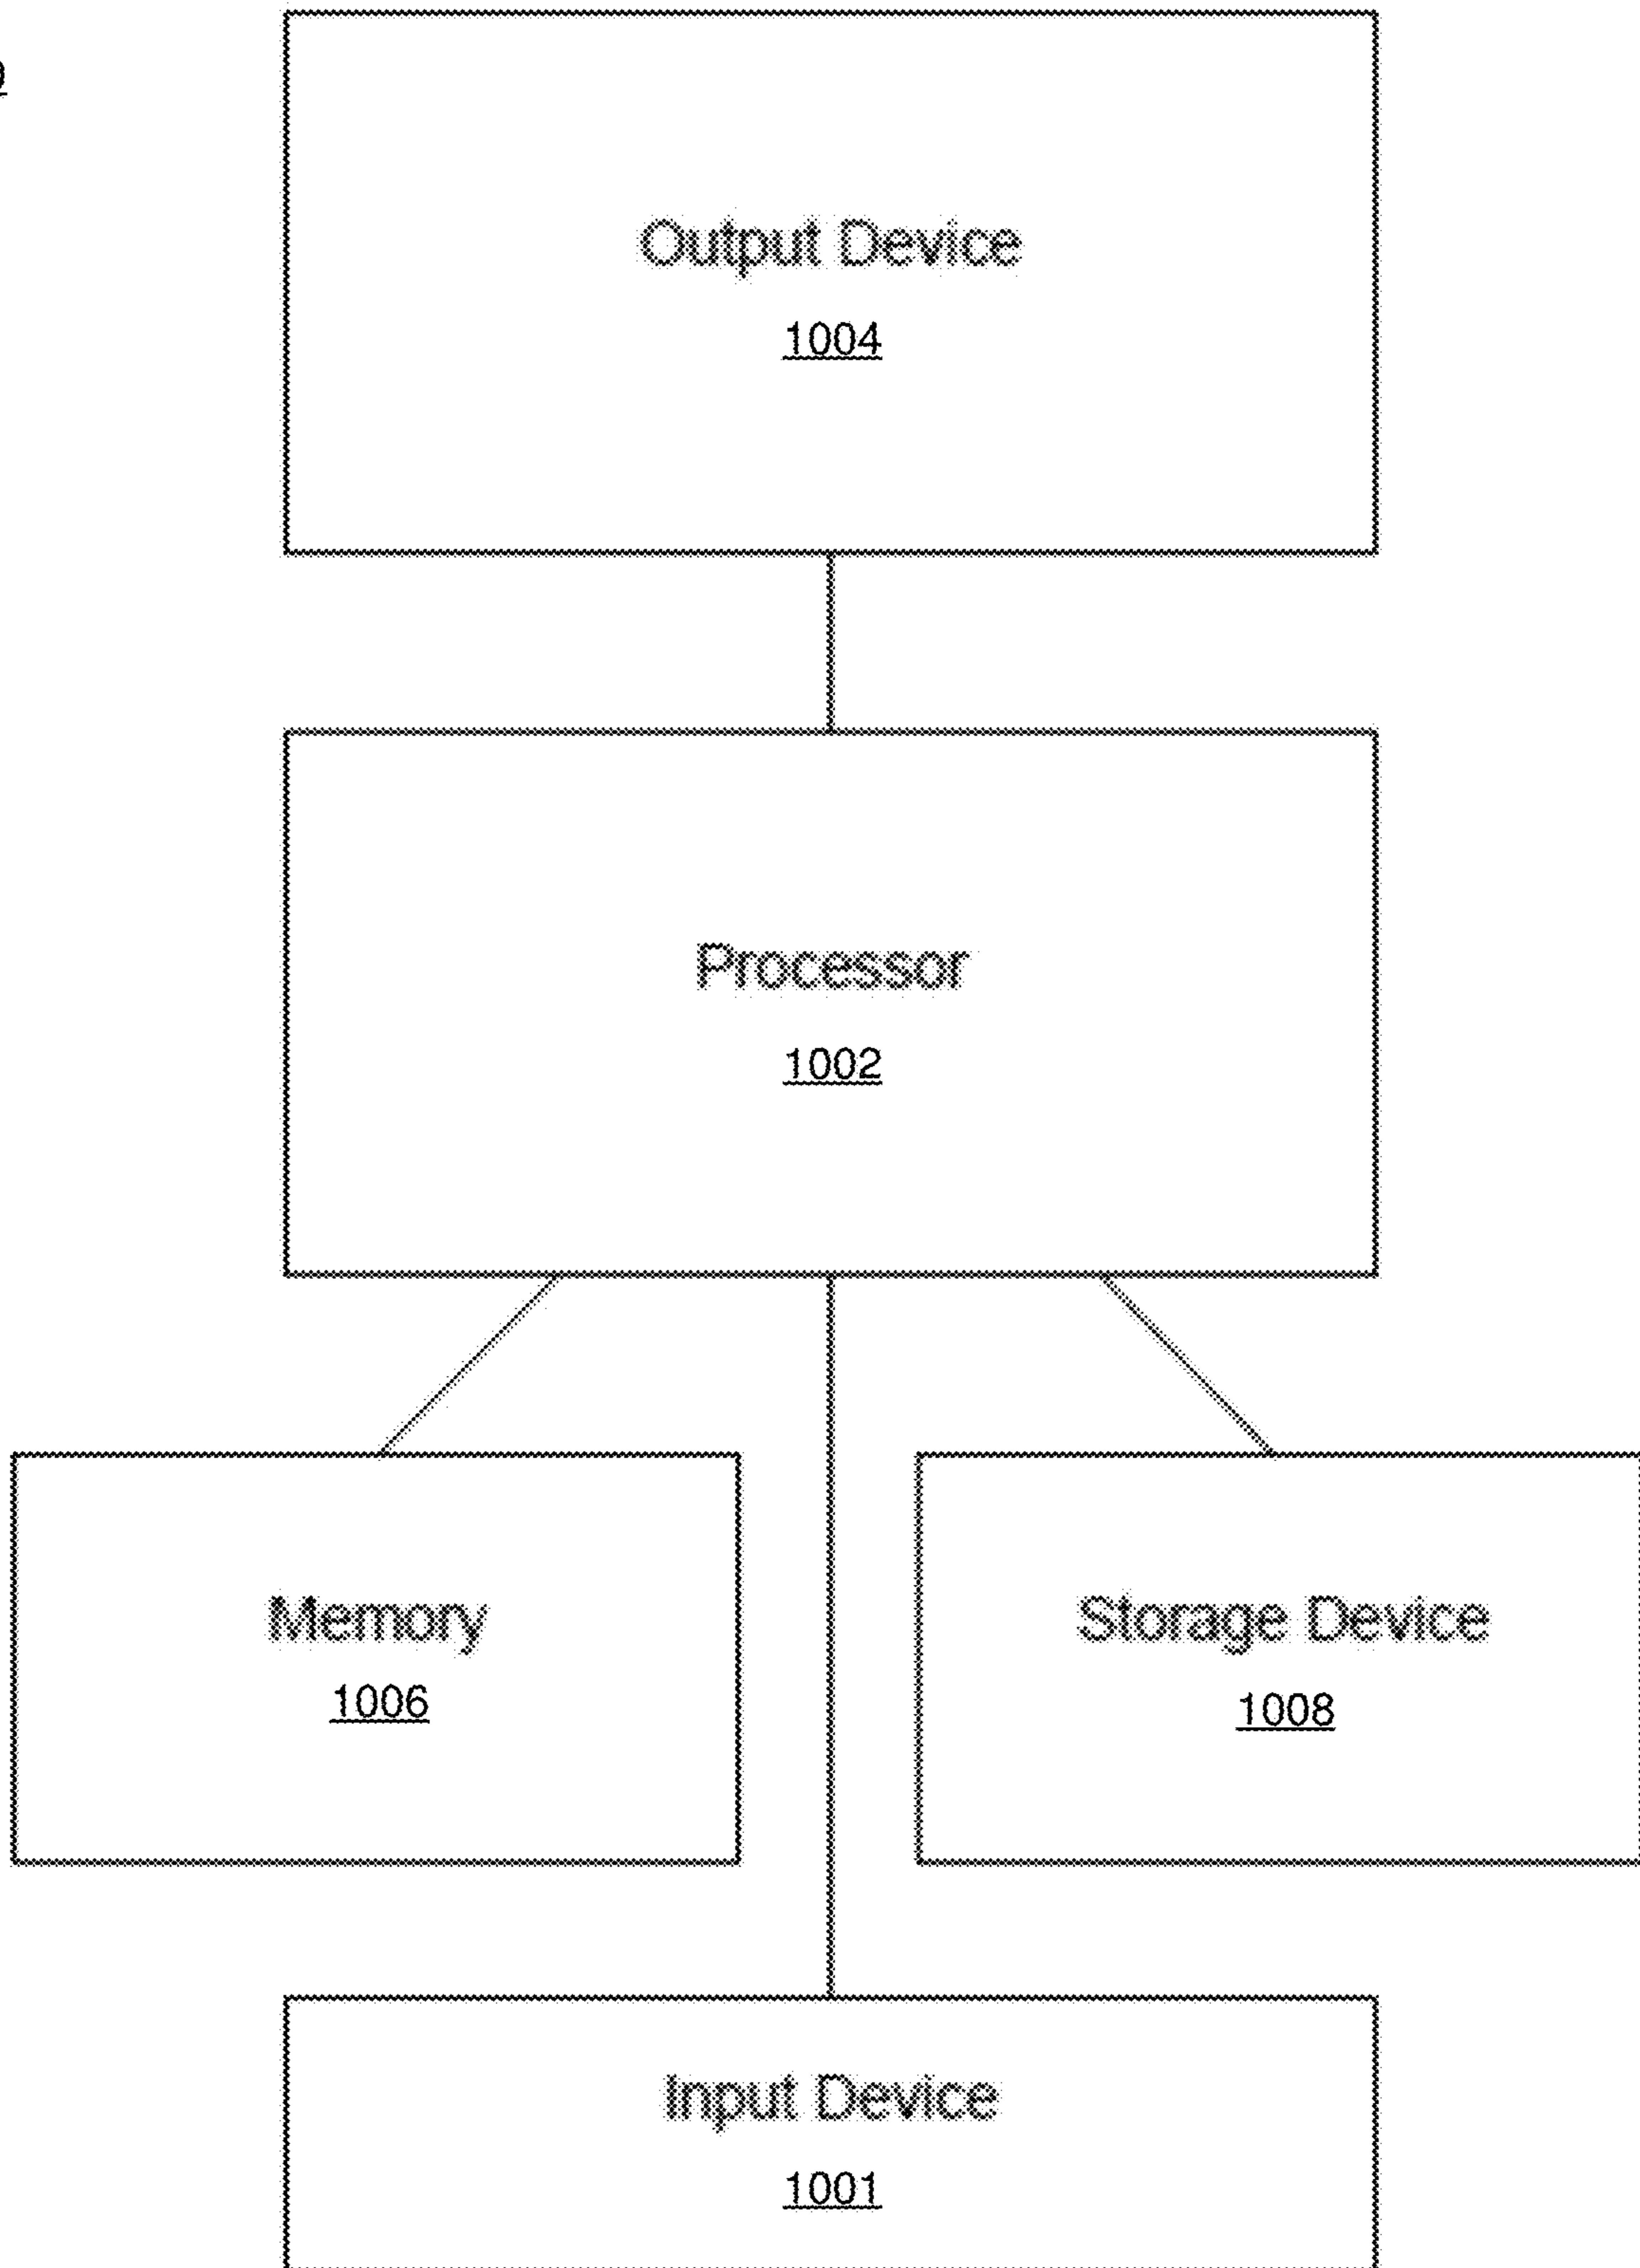 Output Device
1004
Processor
1002
Memory
1006
Storage Device
1008
Input Device
1001